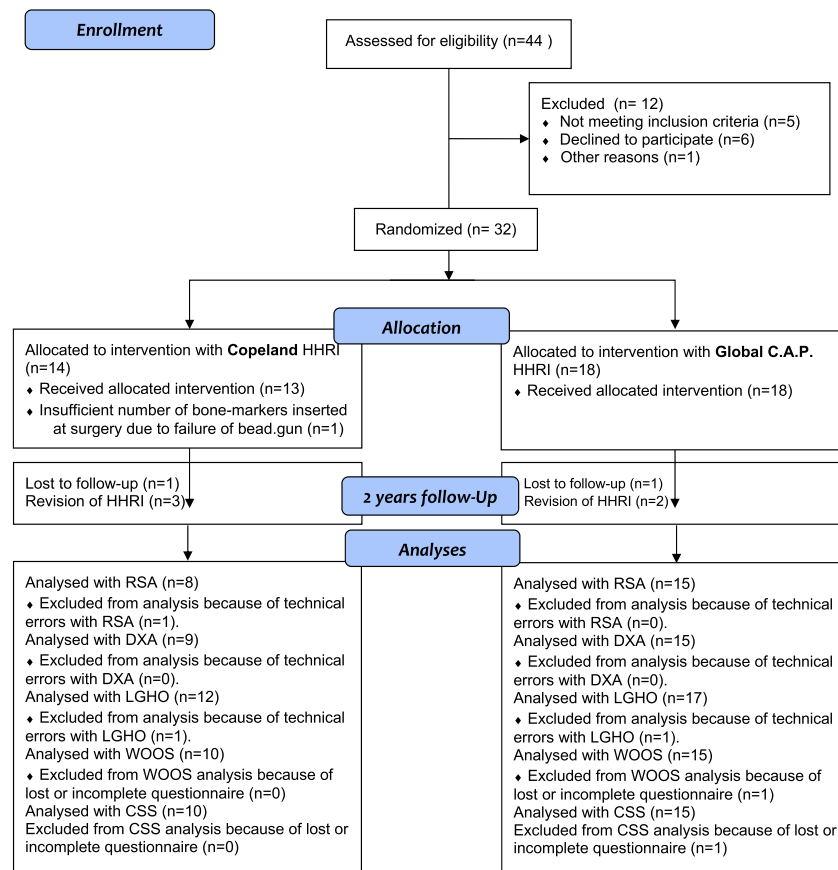 Enrollment
Assessed for eligibility (n=44 )
Excluded (n= 12)
♦ Not meeting inclusion criteria (n=5)
♦ Declined to participate (n=6)
♦ Other reasons (n=1)
Randomized (n= 32)
Allocation
Allocated to intervention with Copeland HHRI
(n=14)
♦ Received allocated intervention (n=13)
♦ Insufficient number of bone-markers inserted
at surgery due to failure of bead.gun (n=1)
Allocated to intervention with Global C.A.P.
HHRI (n=18)
♦ Received allocated intervention (n=18)
2 years follow-Up
Lost to follow-up (n=1)
Revision of HHRI (n=3)
Lost to follow-up (n=1)
Revision of HHRI (n=2)
Analyses
Analysed with RSA (n=8)
♦ Excluded from analysis because of technical
errors with RSA (n=1).
Analysed with DXA (n=9)
♦ Excluded from analysis because of technical
errors with DXA (n=0).
Analysed with LGHO (n=12)
♦ Excluded from analysis because of technical
errors with LGHO (n=1).
Analysed with WOOS (n=10)
♦ Excluded from WOOS analysis because of
lost or incomplete questionnaire (n=0)
Analysed with CSS (n=10)
Excluded from CSS analysis because of lost or
incomplete questionnaire (n=0)
Analysed with RSA (n=15)
♦ Excluded from analysis because of technical
errors with RSA (n=0).
Analysed with DXA (n=15)
♦ Excluded from analysis because of technical
errors with DXA (n=0).
Analysed with LGHO (n=17)
♦ Excluded from analysis because of technical
errors with LGHO (n=1).
Analysed with WOOS (n=15)
♦ Excluded from WOOS analysis because of
lost or incomplete questionnaire (n=1)
Analysed with CSS (n=15)
Excluded from CSS analysis because of lost or
incomplete questionnaire (n=1)